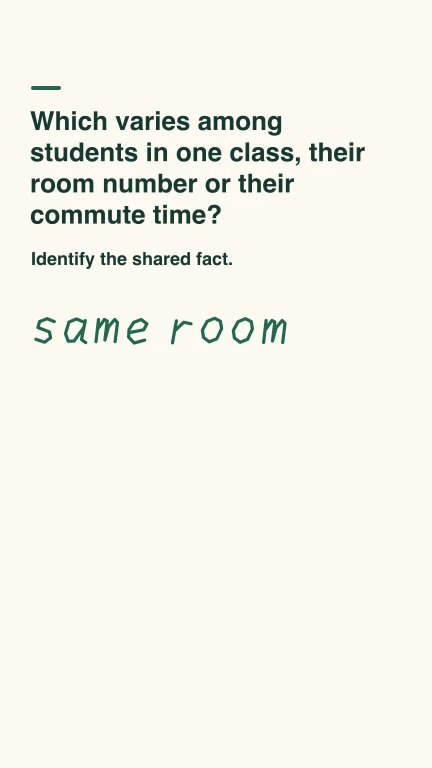 Which varies among
students in one class, their
room number or their
commute time?
Identify the shared fact.
same room